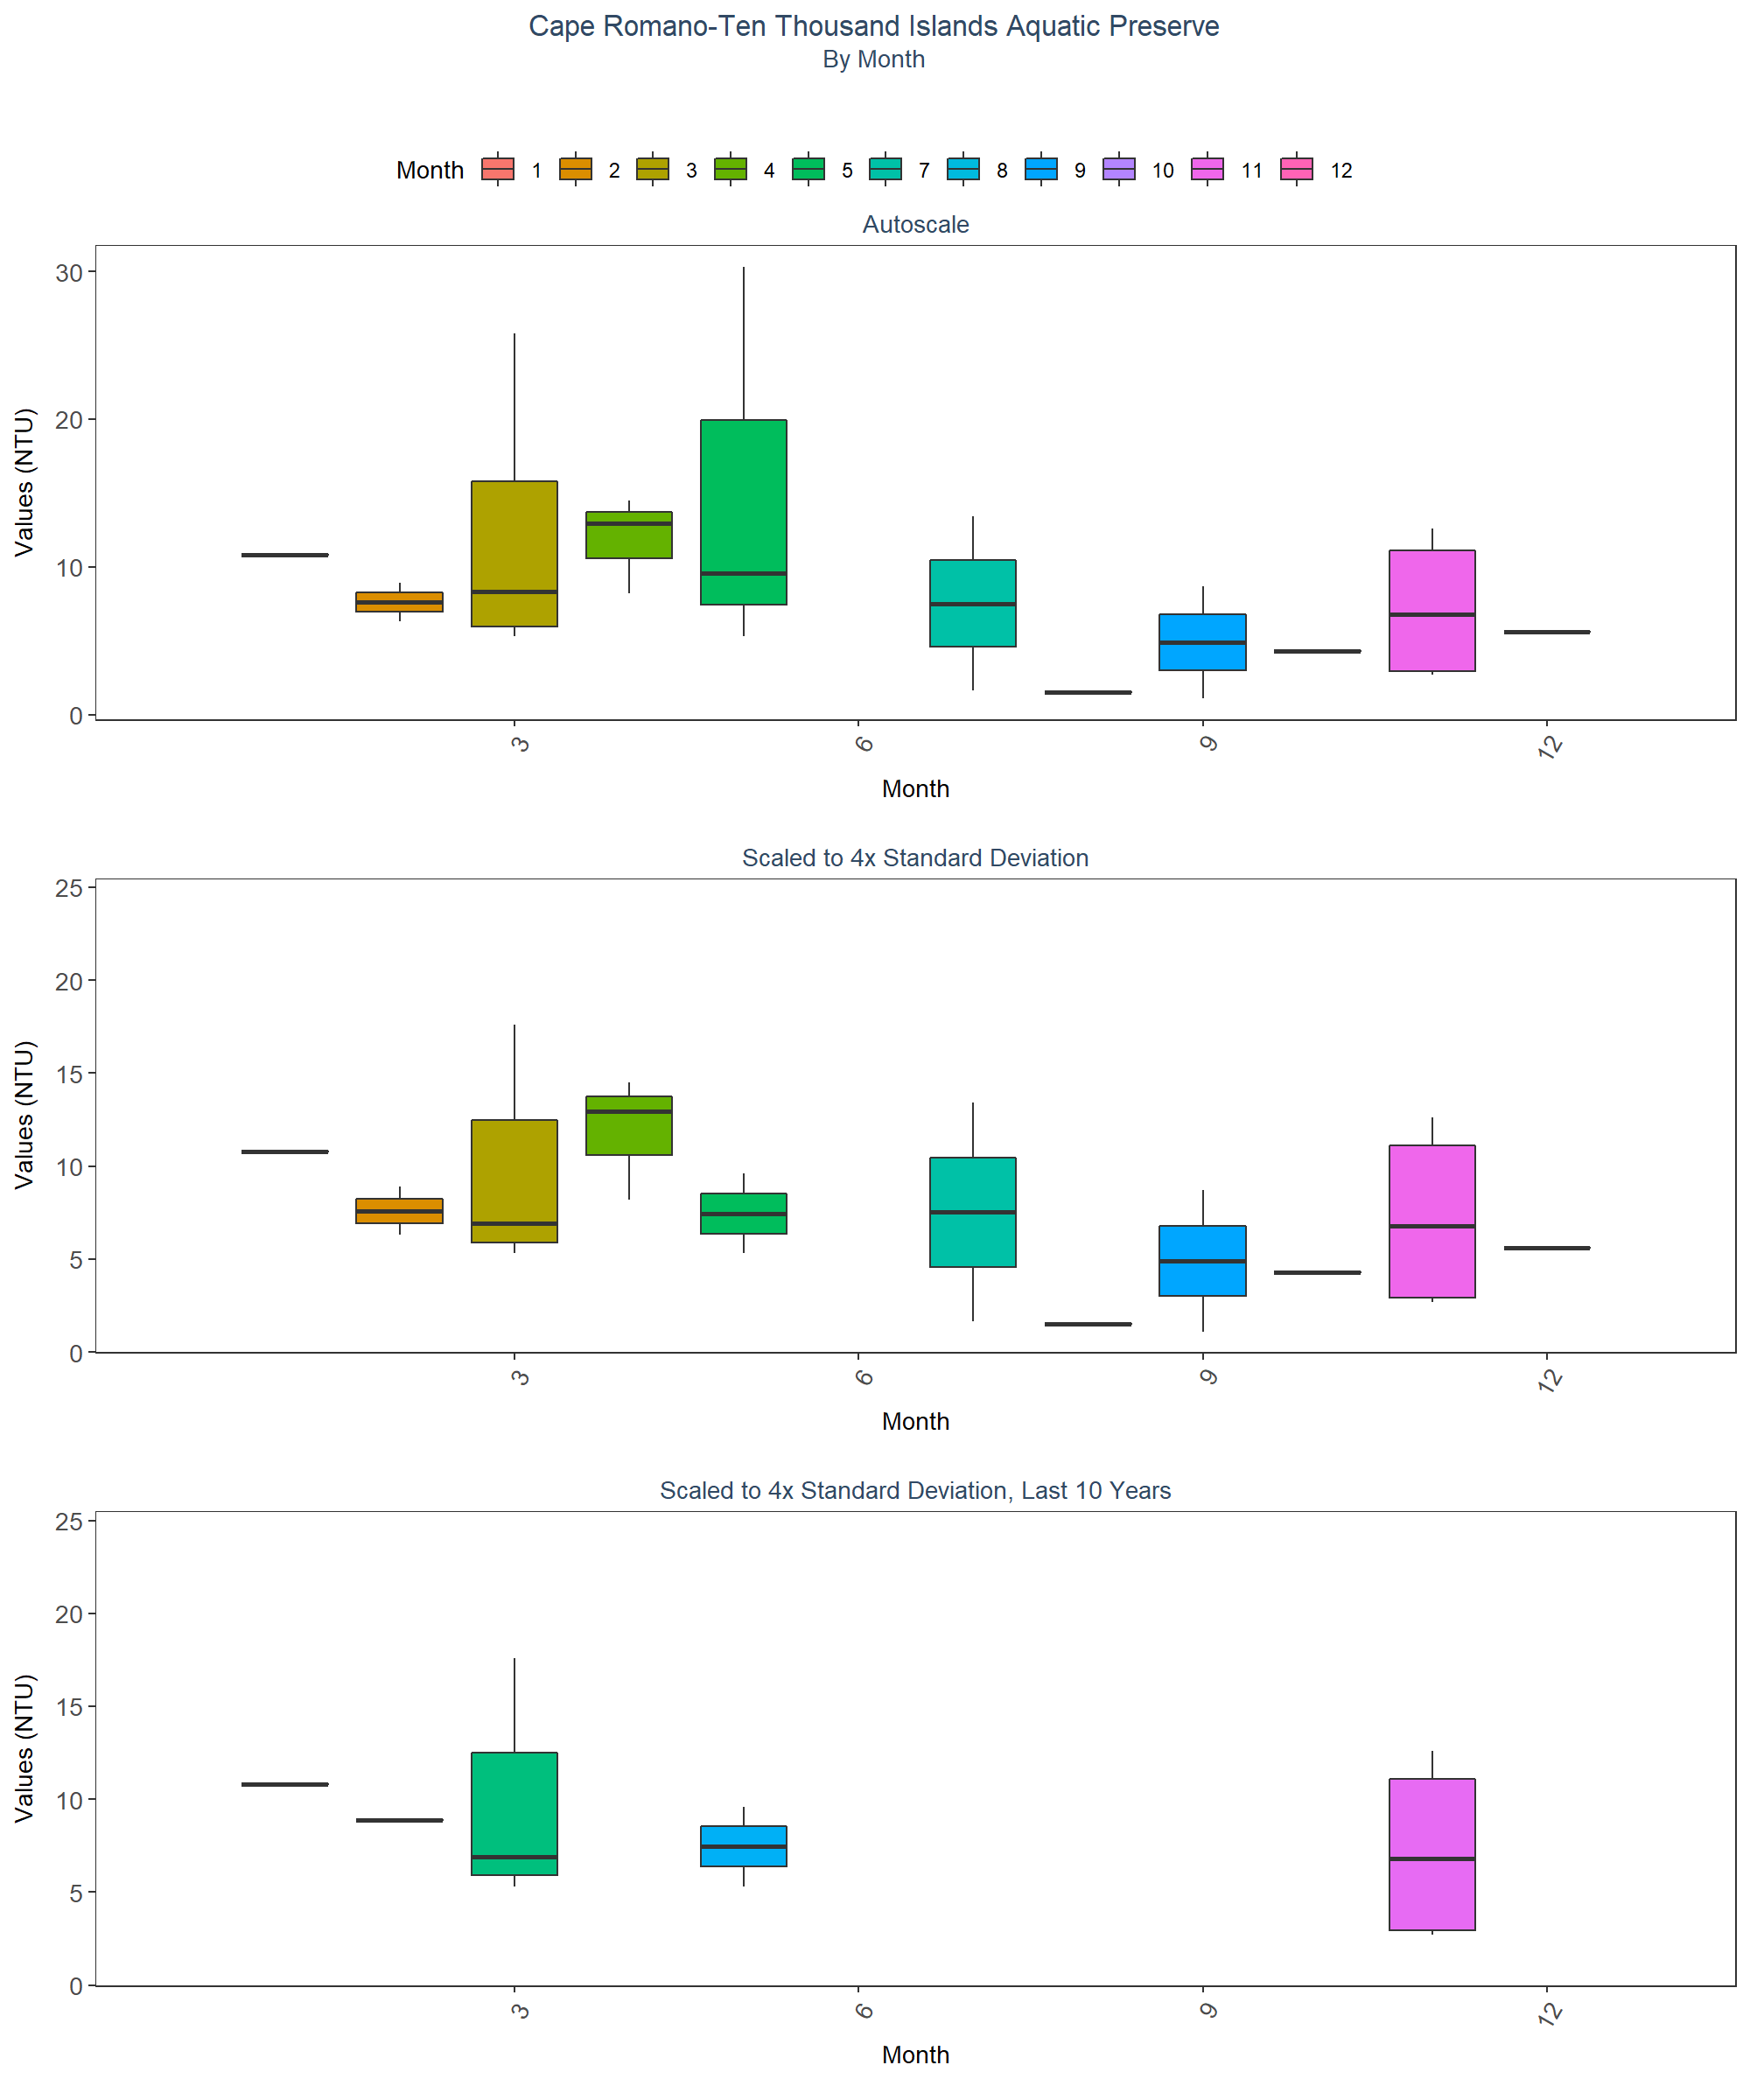 Cape Romano-Ten Thousand Islands Aquatic Preserve
By Month
Month 1 2 3 4 5 7 8 9 10 11 12
Autoscale
Values (NTU)
30
20
10
0
3 6 9 12
Month
Scaled to 4x Standard Deviation
Values (NTU)
25
20
15
10
5
0
3 6 9 12
Month
Scaled to 4x Standard Deviation, Last 10 Years
Values (NTU)
25
20
15
10
5
0
3 6 9 12
Month